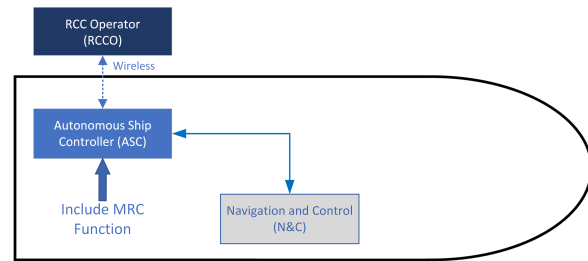 RCC Operator
(RCCO)
Wireless
Autonomous Ship
Controller (ASC)
Include MRC
Function
Navigation and Control
(N&C)